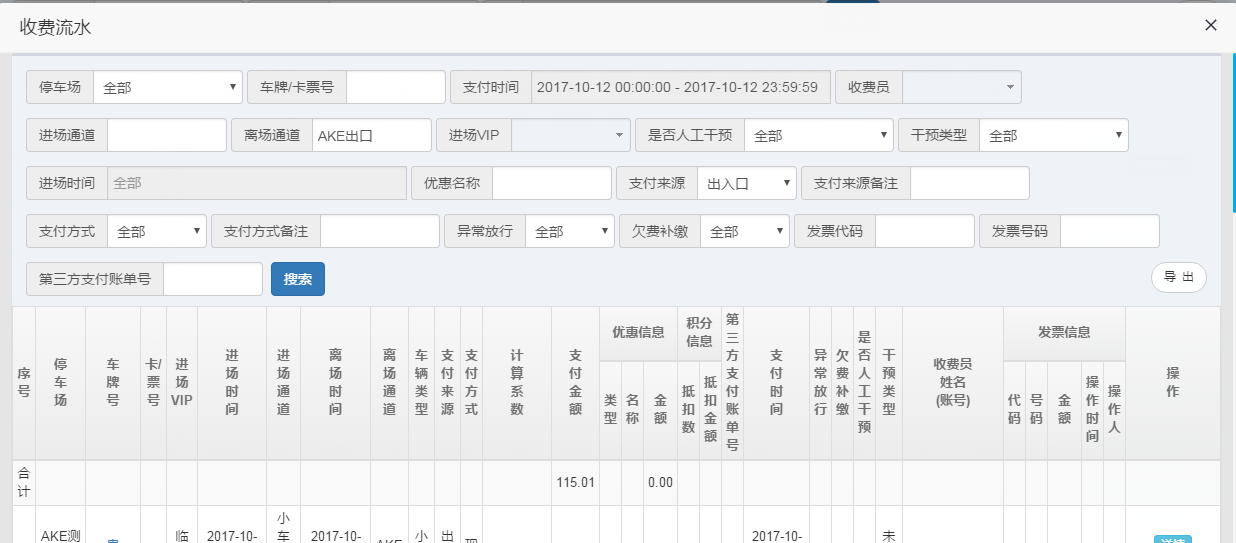 收费流水 ×
停车场 全部 车牌/卡票号 支付时间 2017-10-12 00:00:00 - 2017-10-12 23:59:59 收费员
进场通道 离场通道 AKE出口 进场VIP 是否人工干预 全部 干预类型 全部
进场时间 全部 优惠名称 支付来源 出入口 支付来源备注
支付方式 全部 支付方式备注 异常放行 全部 欠费补缴 全部 发票代码 发票号码
第三方支付账单号 搜索 导 出
序号 停车场 车牌号 卡/票号 进场VIP 进场时间 进场通道 离场时间 离场通道 车辆类型 支付来源 支付方式 计算系数 支付金额 优惠信息 积分信息 第三方支付账单号 支付时间 异常放行 欠费补缴 是否人工干预 干预类型 收费员姓名(账号) 发票信息 操作
类型 名称 金额 抵扣数 抵扣金额 代码 号码 金额 操作时间 操作人
合计 115.01 0.00
AKE测 临 2017-10- 小车 2017-10- AKE 小 出 2017-10- 未 详情